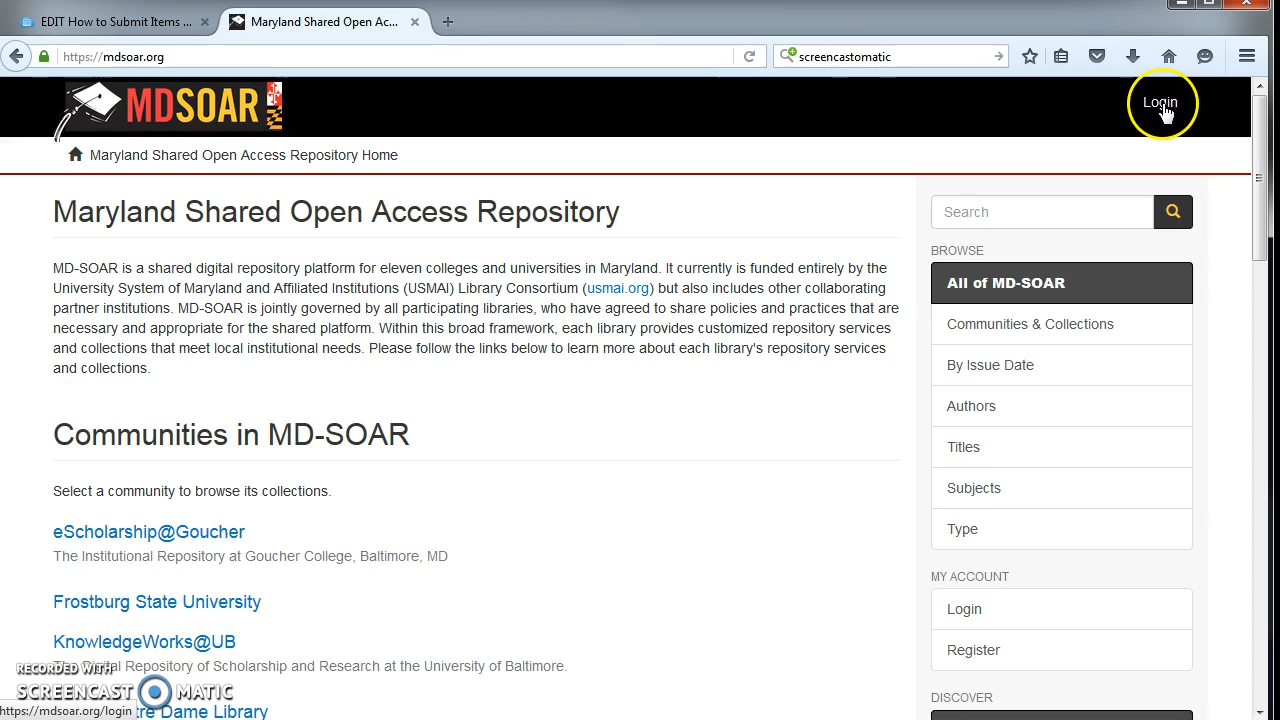 EDIT How to Submit Items ...
Maryland Shared Open Ac...
https://mdsoar.org
screencastomatic
MDSOAR
Login
Maryland Shared Open Access Repository Home
Maryland Shared Open Access Repository
MD-SOAR is a shared digital repository platform for eleven colleges and universities in Maryland. It currently is funded entirely by the
University System of Maryland and Affiliated Institutions (USMAI) Library Consortium (usmai.org) but also includes other collaborating
partner institutions. MD-SOAR is jointly governed by all participating libraries, who have agreed to share policies and practices that are
necessary and appropriate for the shared platform. Within this broad framework, each library provides customized repository services
and collections that meet local institutional needs. Please follow the links below to learn more about each library's repository services
and collections.
Communities in MD-SOAR
Select a community to browse its collections.
eScholarship@Goucher
The Institutional Repository at Goucher College, Baltimore, MD
Frostburg State University
KnowledgeWorks@UB
The Digital Repository of Scholarship and Research at the University of Baltimore.
Dame Library
Search
BROWSE
All of MD-SOAR
Communities & Collections
By Issue Date
Authors
Titles
Subjects
Type
MY ACCOUNT
Login
Register
DISCOVER
RECORDED WITH
SCREENCAST MATIC
https://mdsoar.org/login